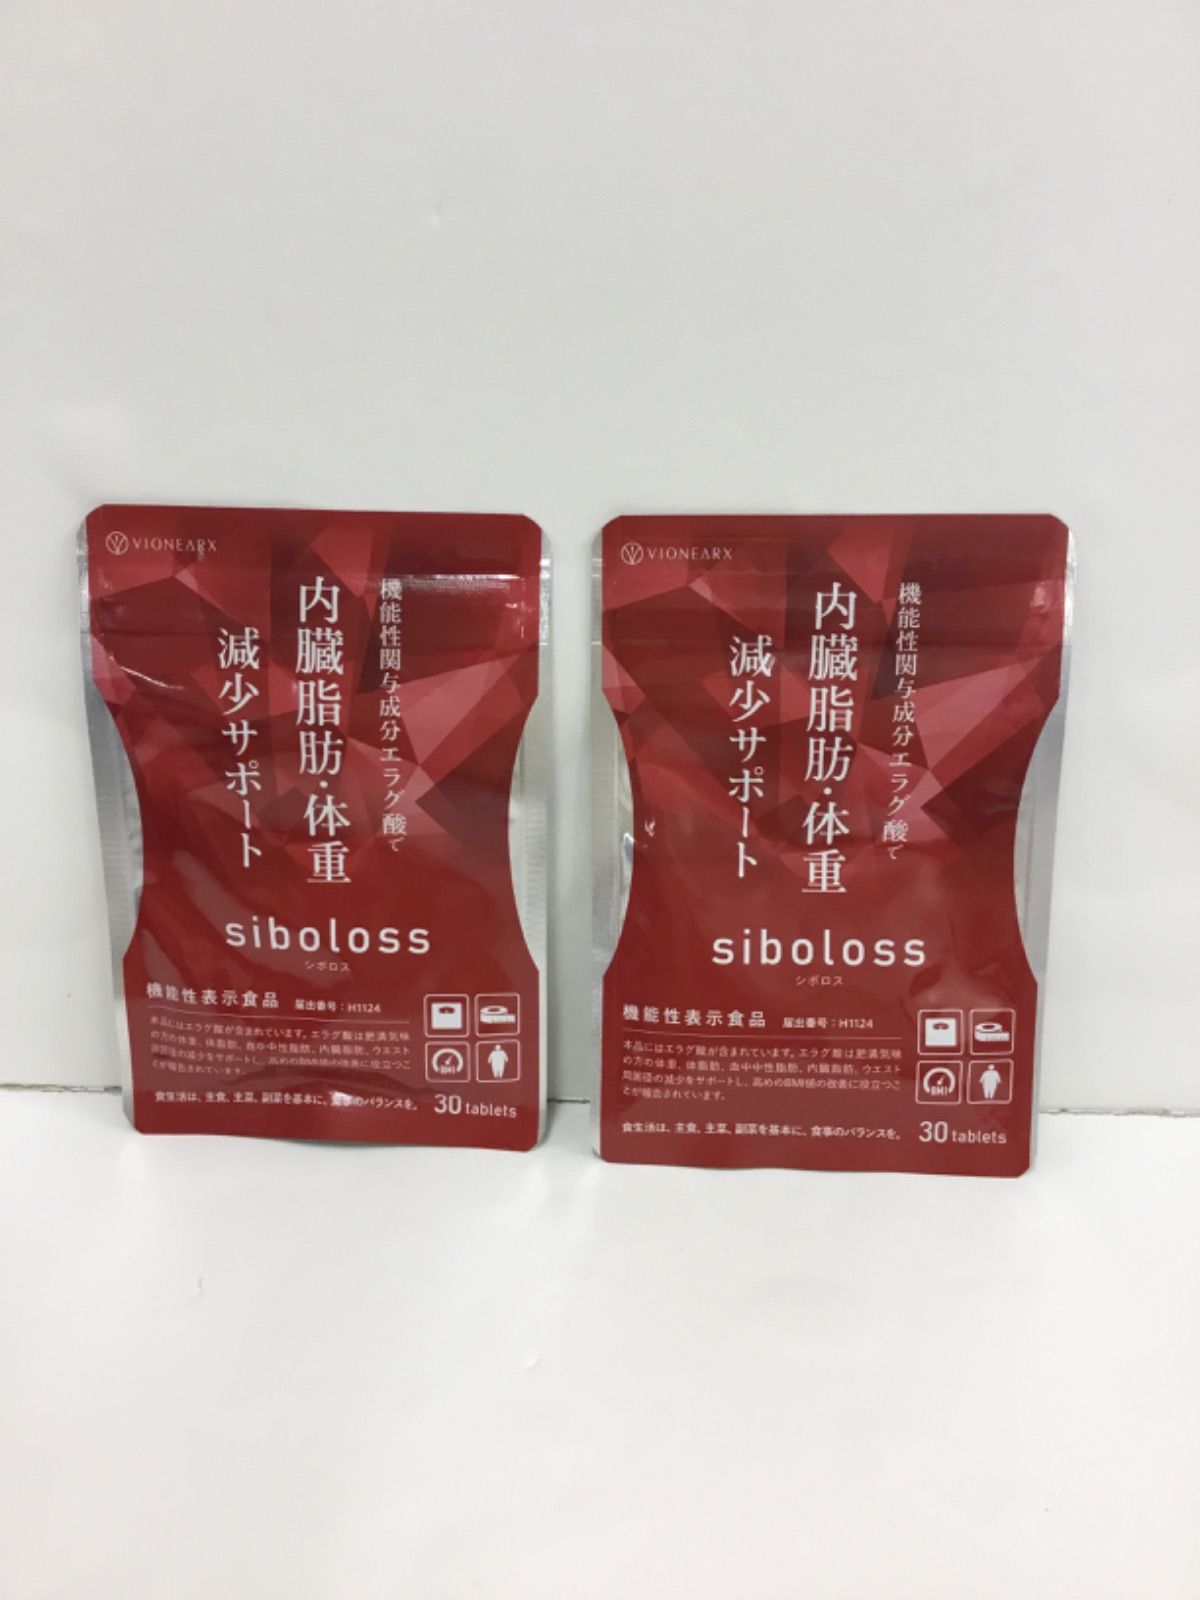 VIONEARX
機能性関与成分エラグ酸で
内臓脂肪・体重
減少サポート
siboloss
シボロス
機能性表示食品 届出番号：H1124
本品にはエラグ酸が含まれています。エラグ酸は肥満気味
の方の体重、体脂肪、血中中性脂肪、内臓脂肪、ウエスト
周囲径の減少をサポートし、高めのBMI値の改善に役立つこ
とが報告されています。
BMI
食生活は、主食、主菜、副菜を基本に、食事のバランスを。
30 tablets
VIONEARX
機能性関与成分エラグ酸で
内臓脂肪・体重
減少サポート
siboloss
シボロス
機能性表示食品 届出番号：H1124
本品にはエラグ酸が含まれています。エラグ酸は肥満気味
の方の体重、体脂肪、血中中性脂肪、内臓脂肪、ウエスト
周囲径の減少をサポートし、高めのBMI値の改善に役立つこ
とが報告されています。
BMI
食生活は、主食、主菜、副菜を基本に、食事のバランスを。
30 tablets